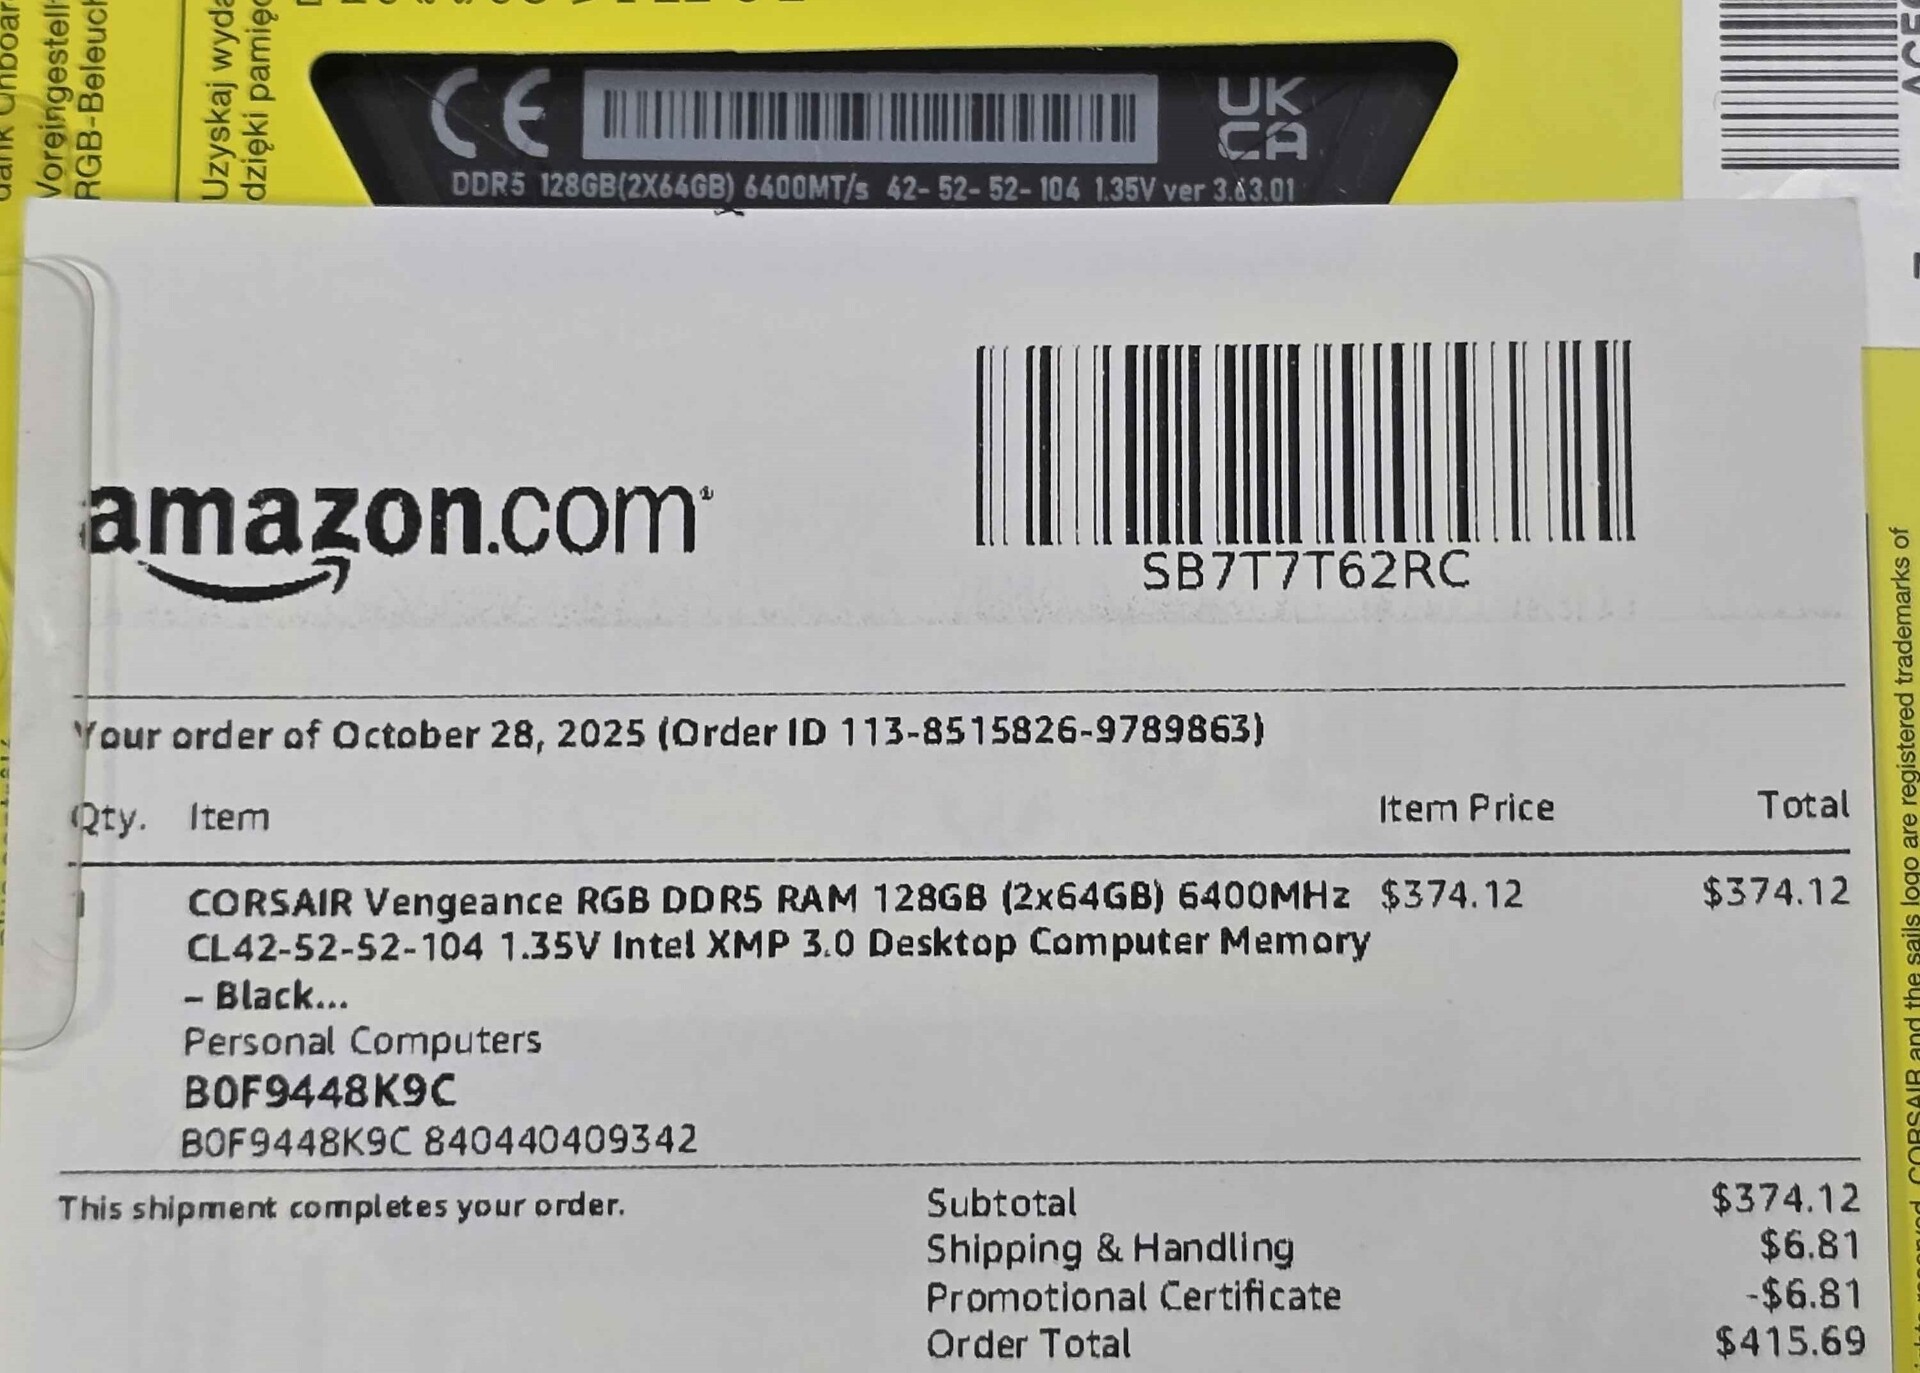 Voreingestell
RGB-Beleuch
Uzyskaj wyda
dzięki pamięc
CE
UK
CA
DDR5 128GB(2X64GB) 6400MT/s 42-52-52-104 1.35V ver
amazon.com
SB7T7T62RC
Your order of October 28, 2025 (Order ID 113-8515826-9789863)
Qty. Item Item Price Total
1 CORSAIR Vengeance RGB DDR5 RAM 128GB (2x64GB) 6400MHz $374.12 $374.12
CL42-52-52-104 1.35V Intel XMP 3.0 Desktop Computer Memory
– Black...
Personal Computers
B0F9448K9C
B0F9448K9C 840440409342
This shipment completes your order.
Subtotal $374.12
Shipping & Handling $6.81
Promotional Certificate -$6.81
Order Total $415.69
CORSAIR and the sails logo are registered trademarks of